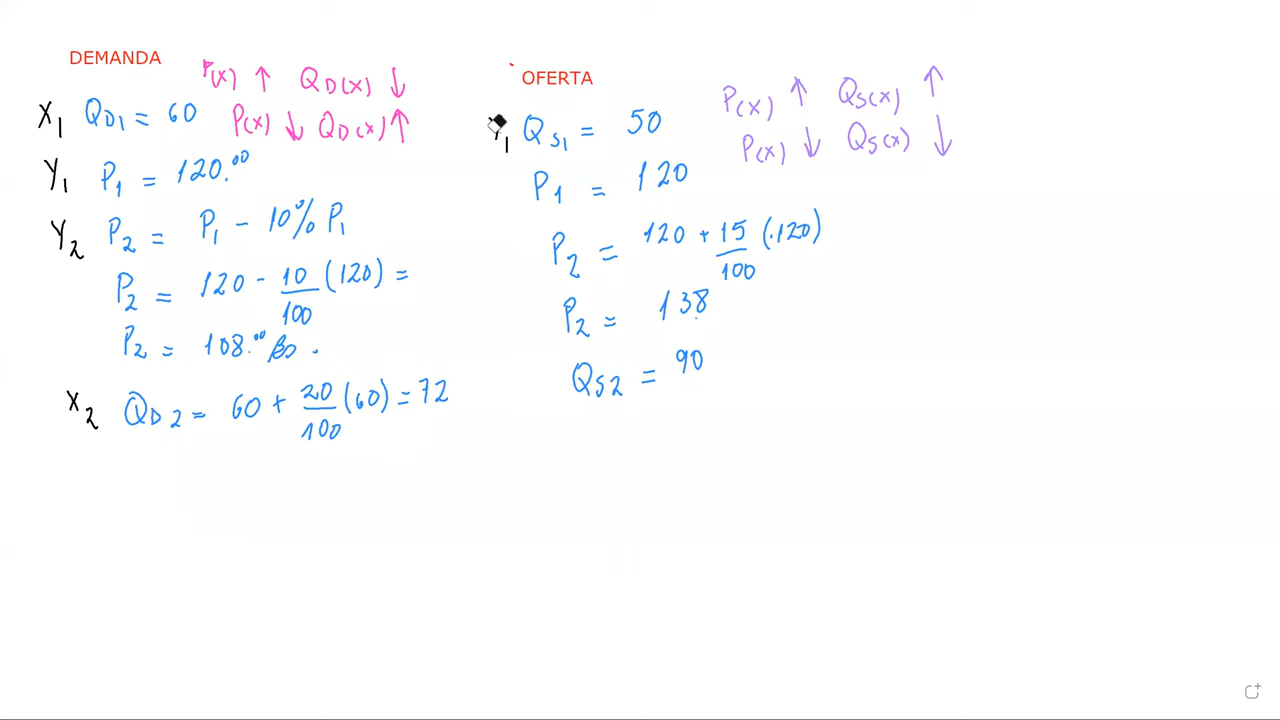 DEMANDA
P(x) ↑ QD(x) ↓
P(x) ↓ QD(x) ↑
X1 QD1 = 60
Y1 P1 = 120.00
Y2 P2 = P1 - 10% P1
P2 = 120 - 10/100 (120) =
P2 = 108.00 Bs.
X2 QD2 = 60 + 20/100 (60) = 72
OFERTA
P(x) ↑ QS(x) ↑
P(x) ↓ QS(x) ↓
Y1 QS1 = 50
P1 = 120
P2 = 120 + 15/100 (.120)
P2 = 138
QS2 = 90